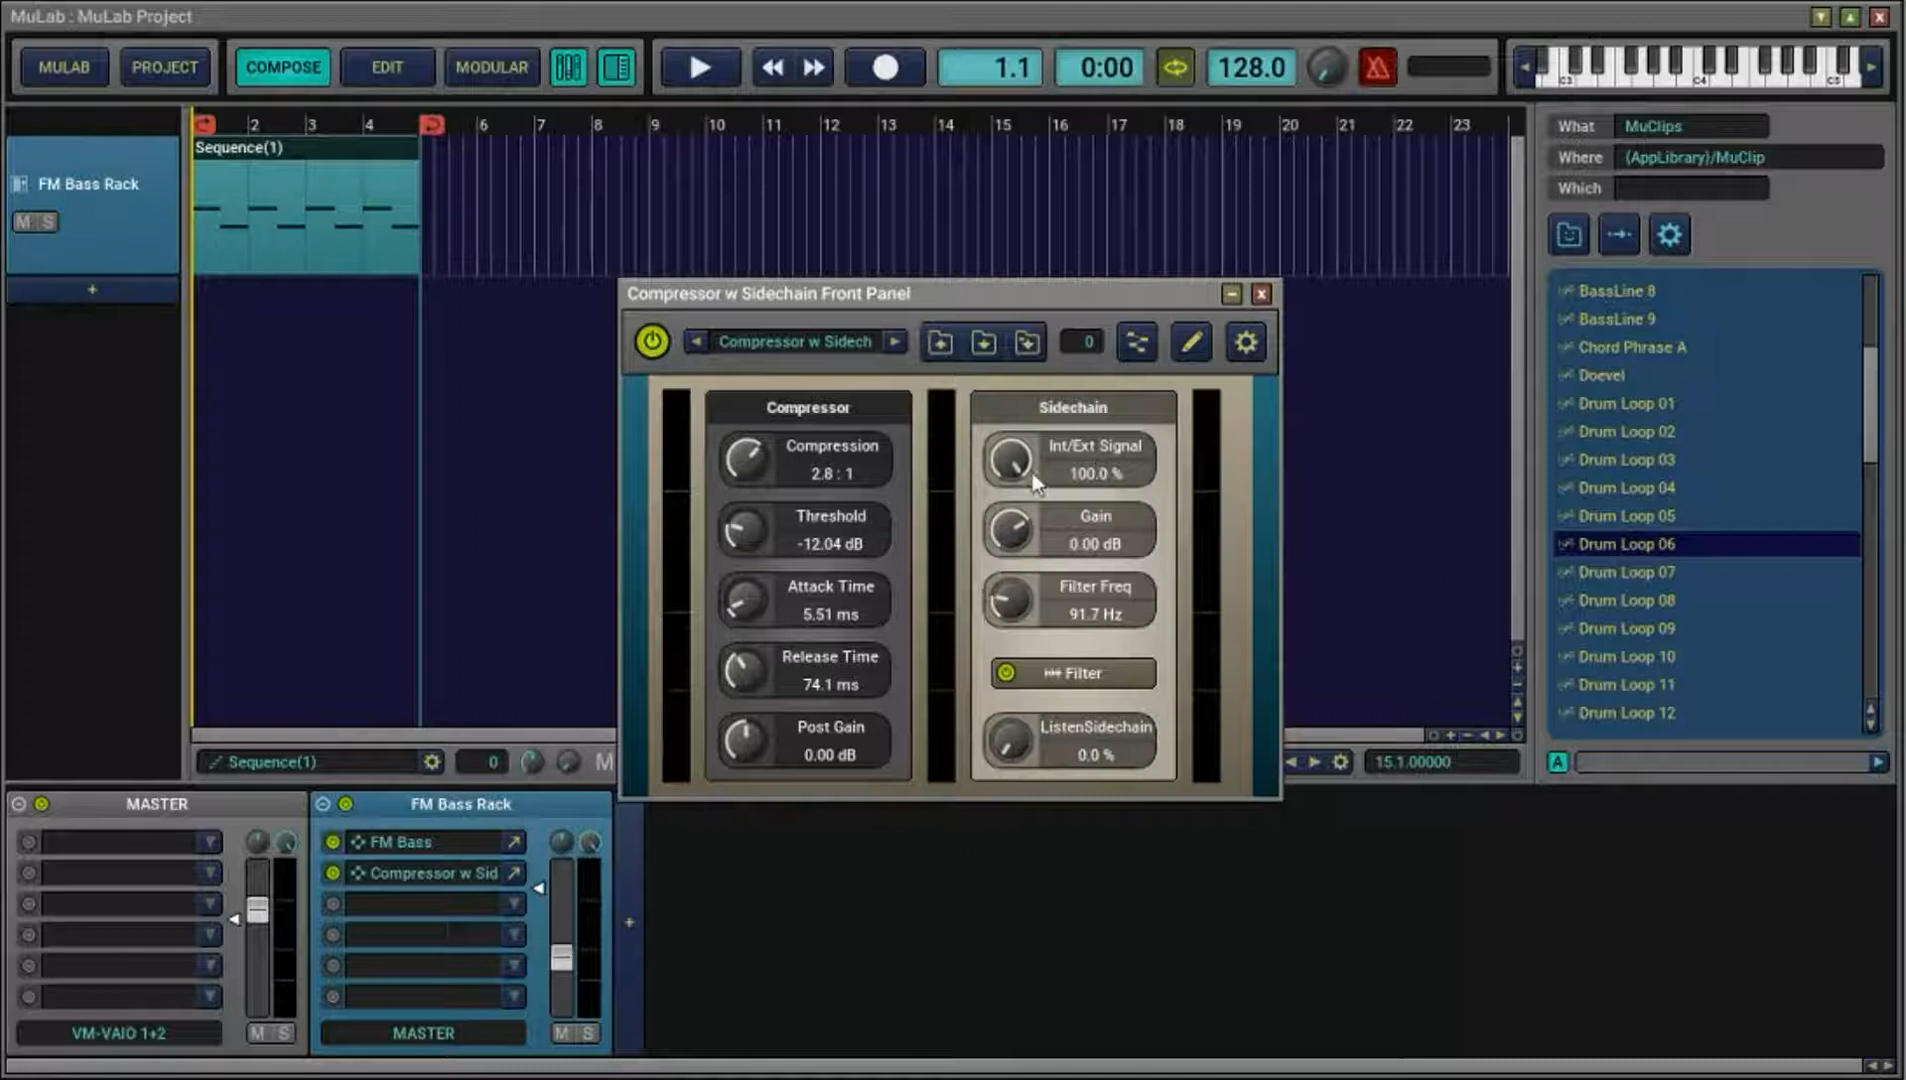 MuLab : MuLab Project
MULAB
PROJECT
COMPOSE
EDIT
MODULAR
1.1
0:00
128.0
C3
C4
C5
2
3
4
6
7
8
9
10
11
12
13
14
15
16
17
18
19
20
21
22
23
Sequence(1)
FM Bass Rack
M S
+
What MuClips
Where (AppLibrary)/MuClip
Which
BassLine 8
BassLine 9
Chord Phrase A
Doevel
Drum Loop 01
Drum Loop 02
Drum Loop 03
Drum Loop 04
Drum Loop 05
Drum Loop 06
Drum Loop 07
Drum Loop 08
Drum Loop 09
Drum Loop 10
Drum Loop 11
Drum Loop 12
A
Compressor w Sidechain Front Panel
Compressor w Sidech
0
Compressor
Compression
2.8 : 1
Threshold
-12.04 dB
Attack Time
5.51 ms
Release Time
74.1 ms
Post Gain
0.00 dB
Sidechain
Int/Ext Signal
100.0 %
Gain
0.00 dB
Filter Freq
91.7 Hz
Filter
ListenSidechain
0.0 %
Sequence(1)
0
M
15.1.00000
MASTER
VM-VAIO 1+2
M S
FM Bass Rack
FM Bass
Compressor w Sid
MASTER
M S
+